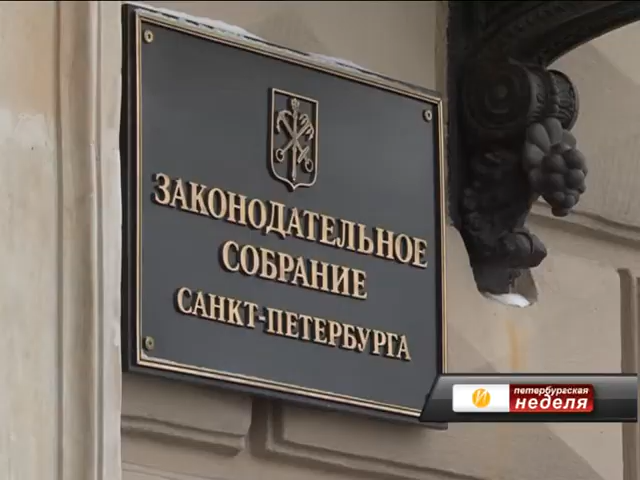 ЗАКОНОДАТЕЛЬНОЕ
СОБРАНИЕ
САНКТ-ПЕТЕРБУРГА
И
петербургская
неделя